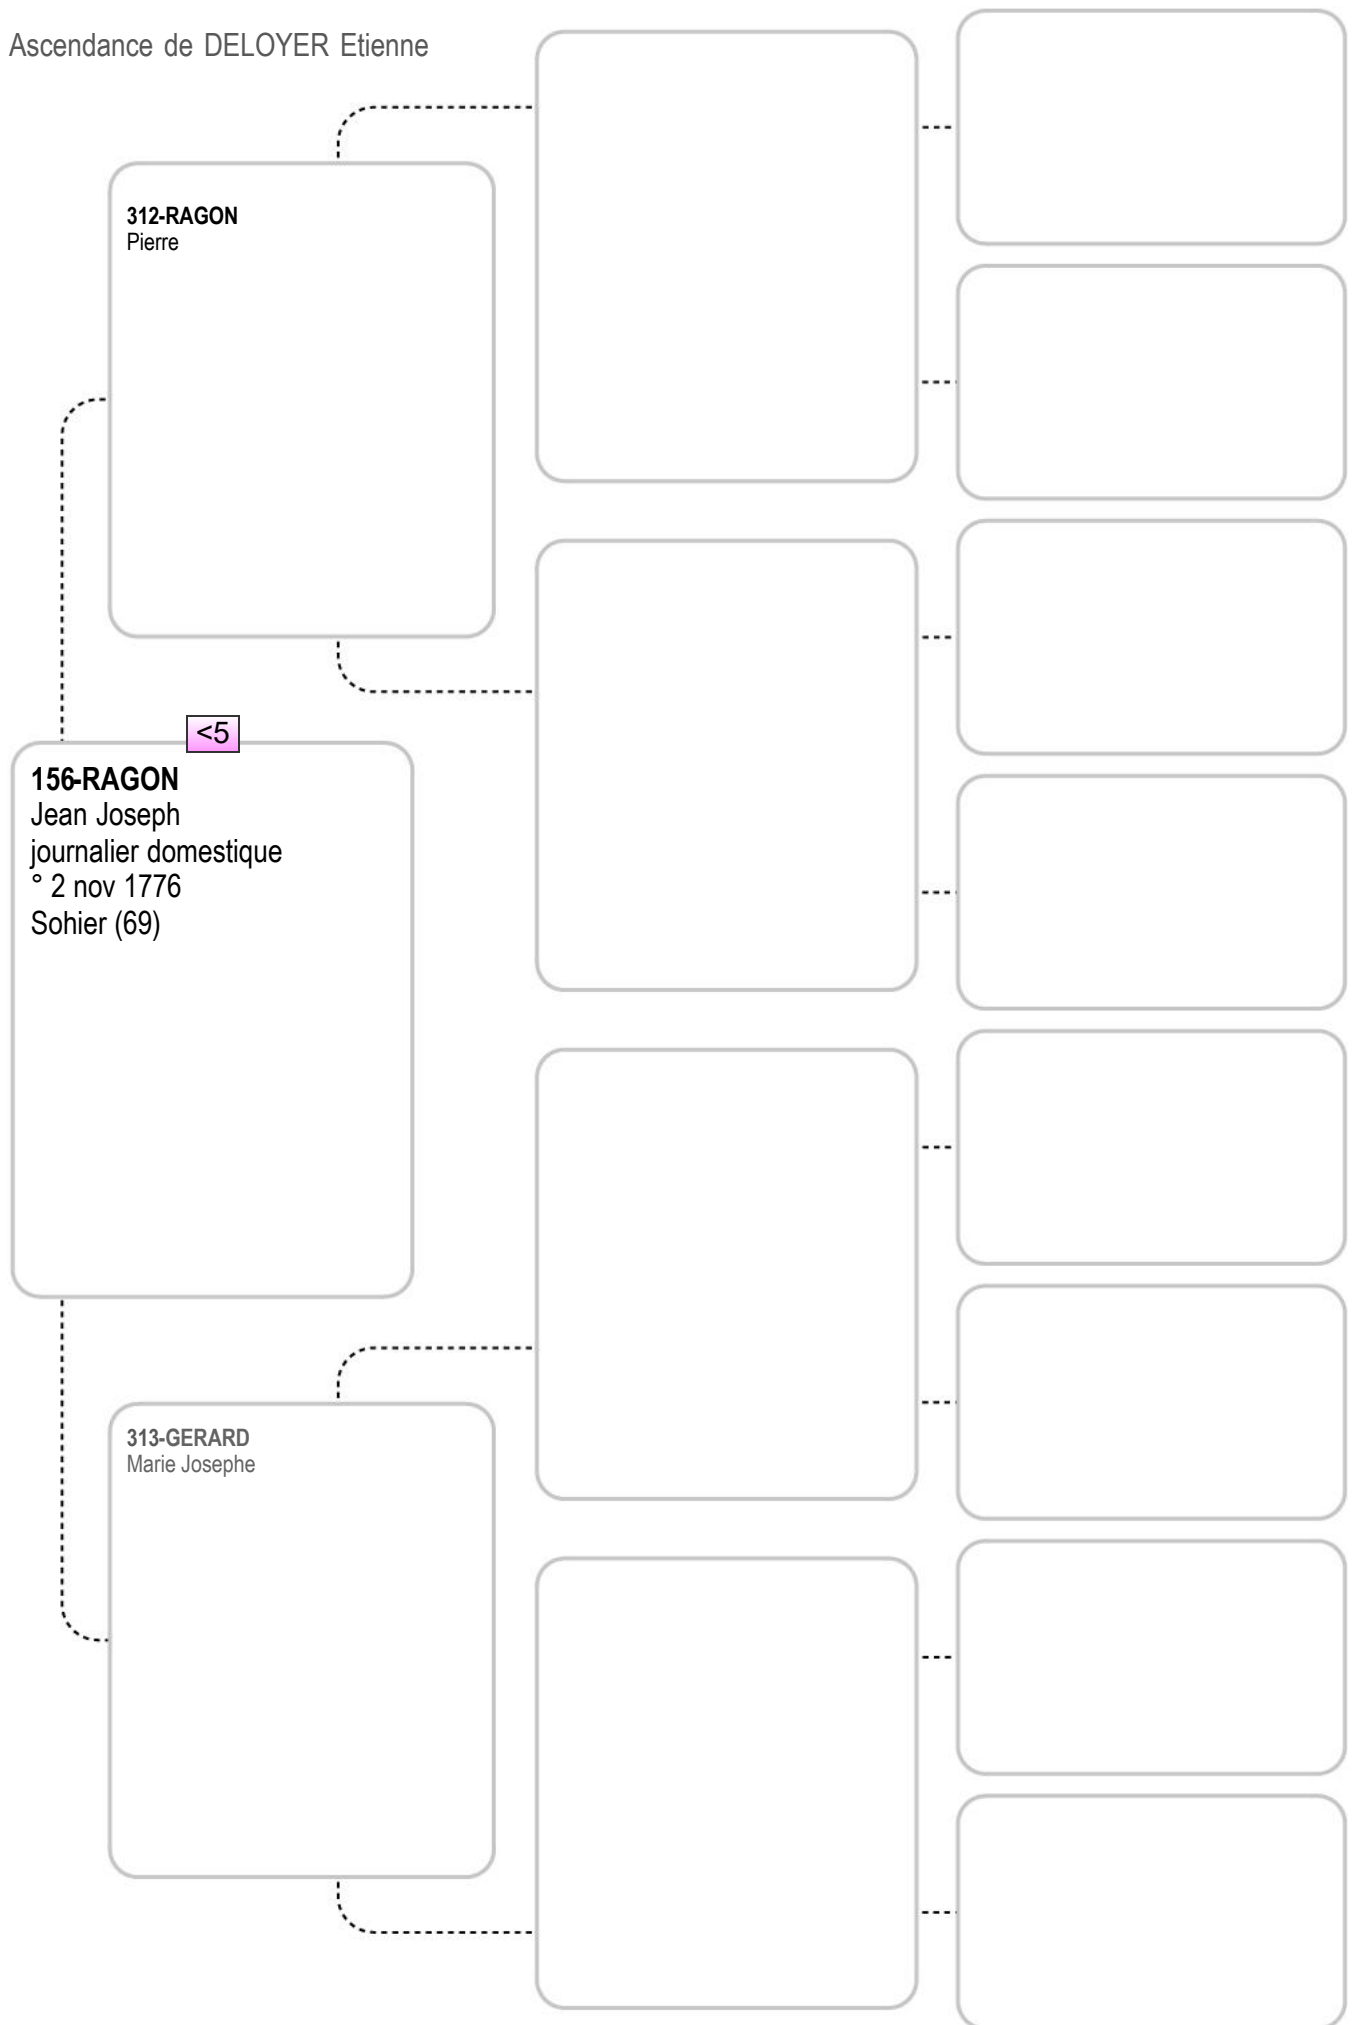 Ascendance de DELOYER Etienne
312-RAGON
Pierre
<5
156-RAGON
Jean Joseph
journalier domestique
° 2 nov 1776
Sohier (69)
313-GERARD
Marie Josephe